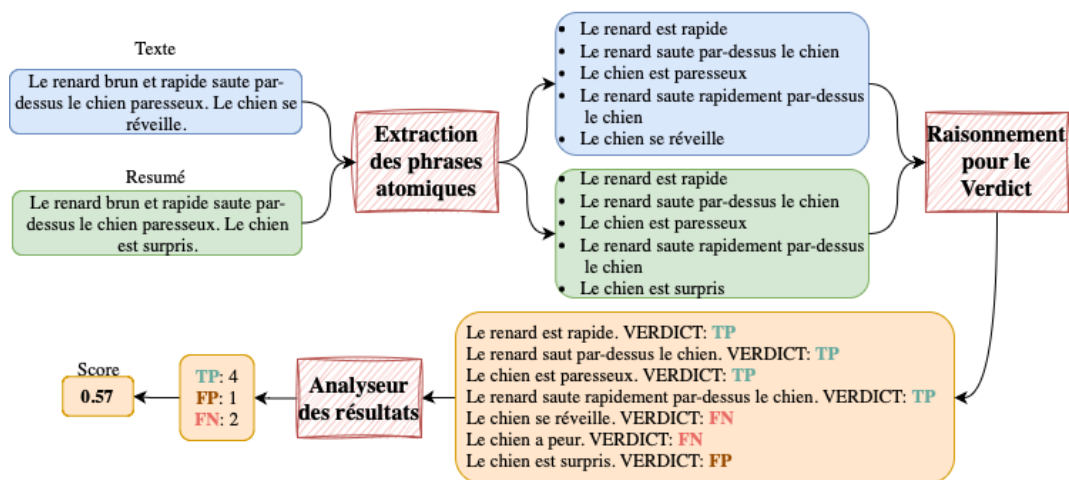 Texte
Le renard brun et rapide saute par-
dessus le chien paresseux. Le chien se
réveille.
Resumé
Le renard brun et rapide saute par-
dessus le chien paresseux. Le chien
est surpris.
Extraction
des phrases
atomiques
• Le renard est rapide
• Le renard saute par-dessus le chien
• Le chien est paresseux
• Le renard saute rapidement par-dessus
le chien
• Le chien se réveille
• Le renard est rapide
• Le renard saute par-dessus le chien
• Le chien est paresseux
• Le renard saute rapidement par-dessus
le chien
• Le chien est surpris
Raisonnement
pour le
Verdict
Le renard est rapide. VERDICT: TP
Le renard saut par-dessus le chien. VERDICT: TP
Le chien est paresseux. VERDICT: TP
Le renard saute rapidement par-dessus le chien. VERDICT: TP
Le chien se réveille. VERDICT: FN
Le chien a peur. VERDICT: FN
Le chien est surpris. VERDICT: FP
Analyseur
des résultats
TP: 4
FP: 1
FN: 2
Score
0.57